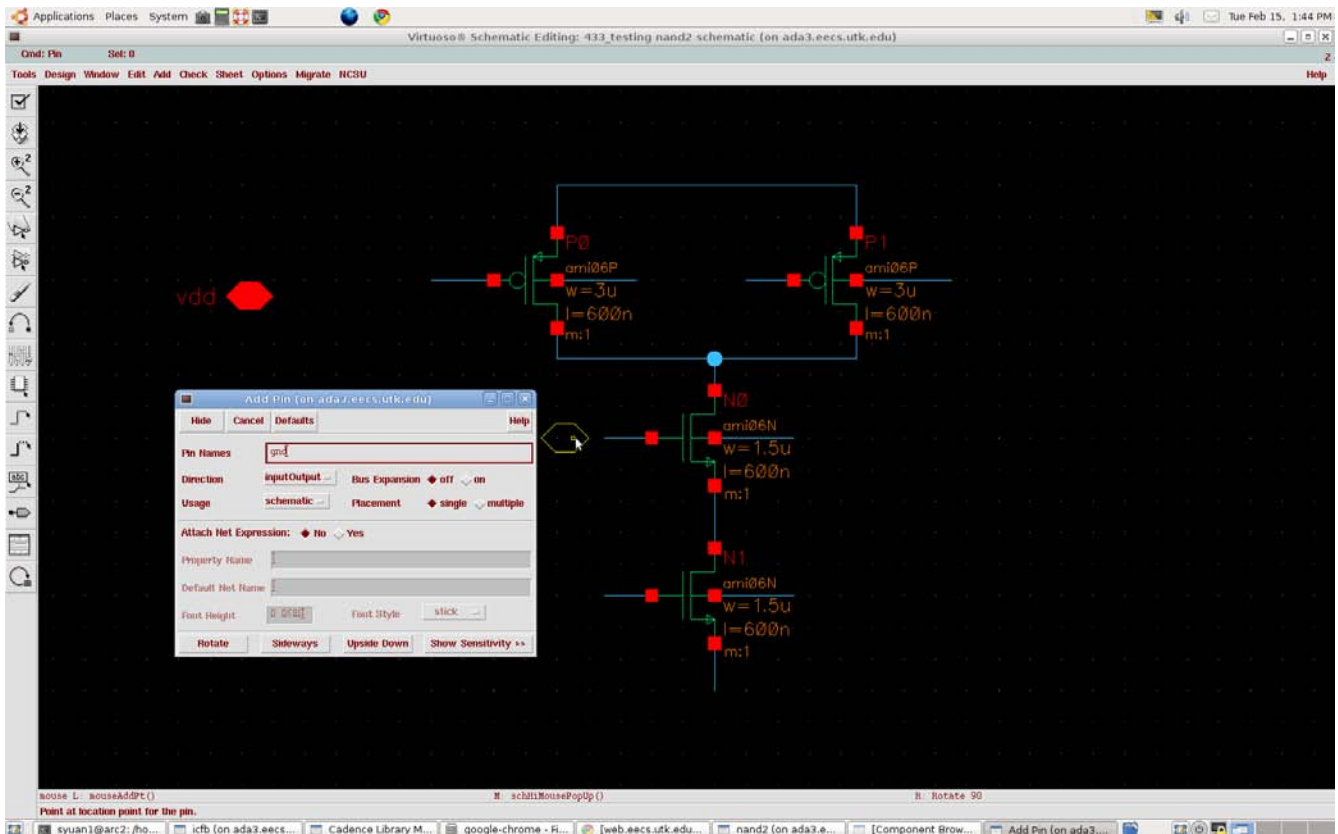 Applications Places System
Tue Feb 15, 1:44 PM
Virtuoso® Schematic Editing: 433_testing nand2 schematic (on ada3.eecs.utk.edu)
Cmd: Pin Sel: 0
2
Tools Design Window Edit Add Check Sheet Options Migrate NCSU
Help
P0
ami06P
w=3u
l=600n
m:1
P1
ami06P
w=3u
l=600n
m:1
vdd
N0
ami06N
w=1.5u
l=600n
m:1
N1
ami06N
w=1.5u
l=600n
m:1
Add Pin (on ada3.eecs.utk.edu)
Hide Cancel Defaults Help
Pin Names gnd
Direction inputOutput Bus Expansion off on
Usage schematic Placement single multiple
Attach Net Expression: No Yes
Property Name
Default Net Name
Font Height Font Style stick
Rotate Sideways Upside Down Show Sensitivity >>
mouse L: mouseAddPt() M: schHiMousePopUp() R: Rotate 90
Point at location point for the pin.
syuan1@arc2: /ho... icfb (on ada3.eecs... Cadence Library M... google-chrome - Fi... [web.eecs.utk.edu... nand2 (on ada3.e... [Component Brow... Add Pin (on ada3....